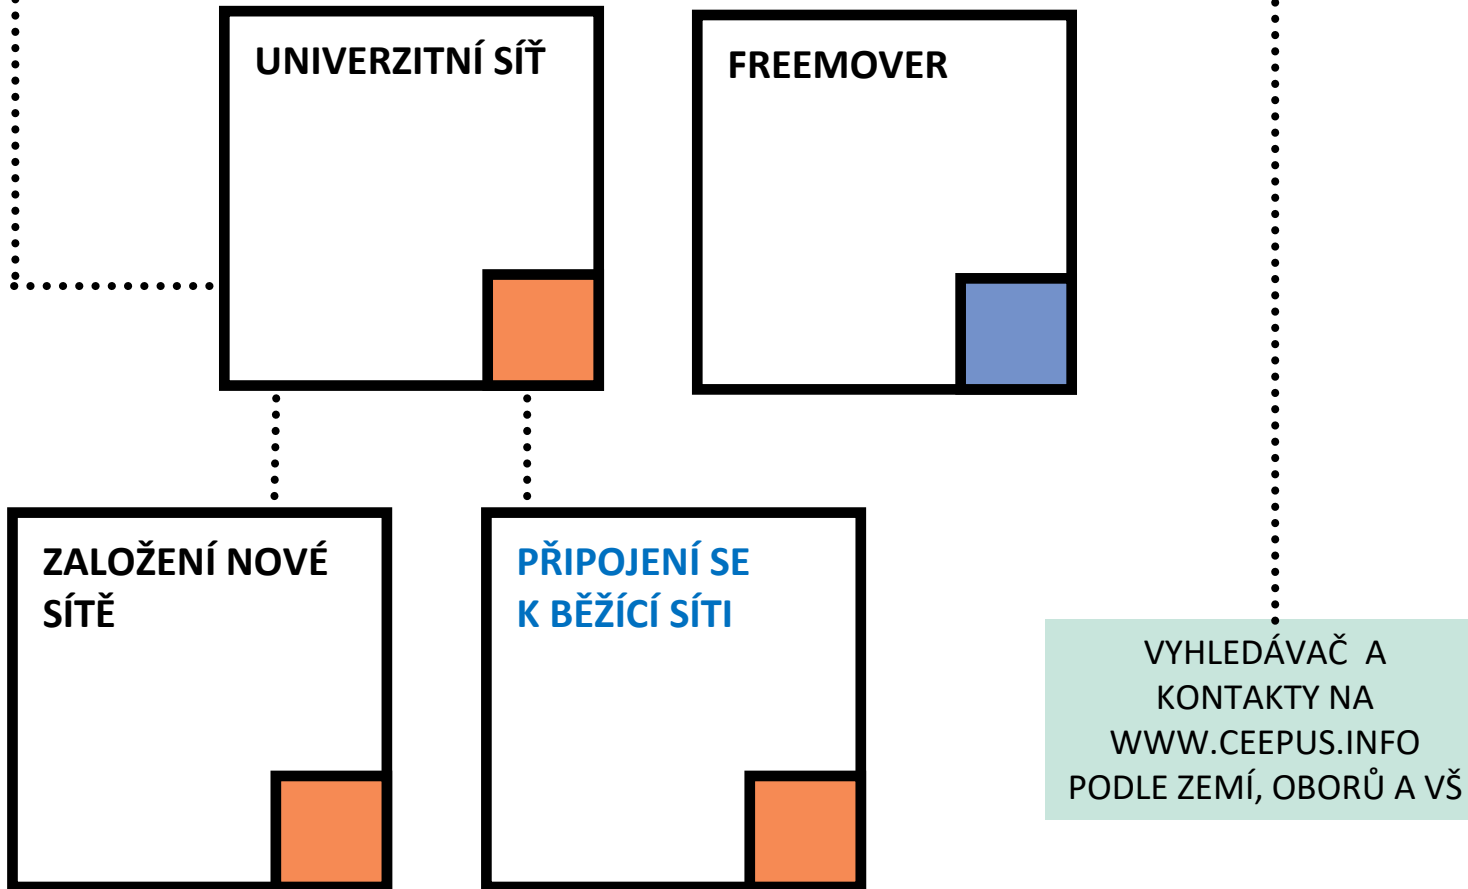 UNIVERZITNÍ SÍŤ
FREEMOVER
ZALOŽENÍ NOVÉ
SÍTĚ
PŘIPOJENÍ SE
K BĚŽÍCÍ SÍTI
VYHLEDÁVAČ A
KONTAKTY NA
WWW.CEEPUS.INFO
PODLE ZEMÍ, OBORŮ A VŠ